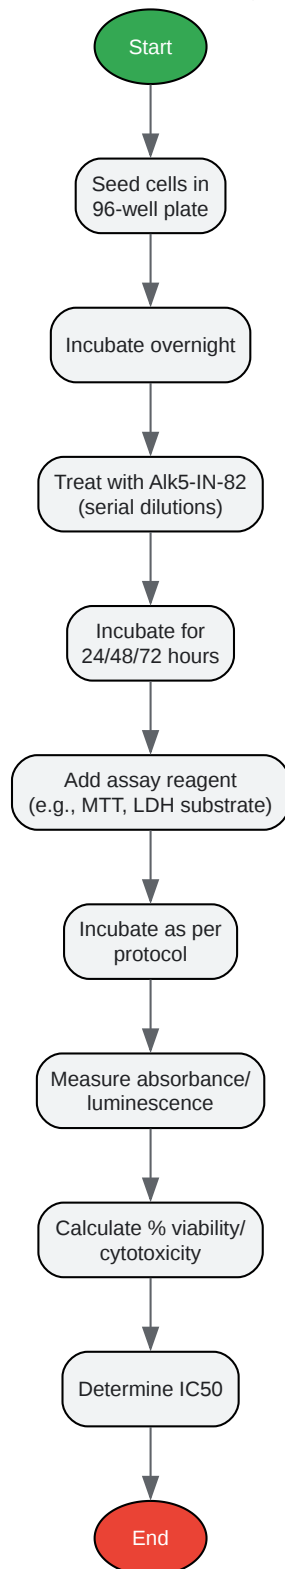 Start
Seed cells in
96-well plate
Incubate overnight
Treat with Alk5-IN-82
(serial dilutions)
Incubate for
24/48/72 hours
Add assay reagent
(e.g., MTT, LDH substrate)
Incubate as per
protocol
Measure absorbance/
luminescence
Calculate % viability/
cytotoxicity
Determine IC50
End